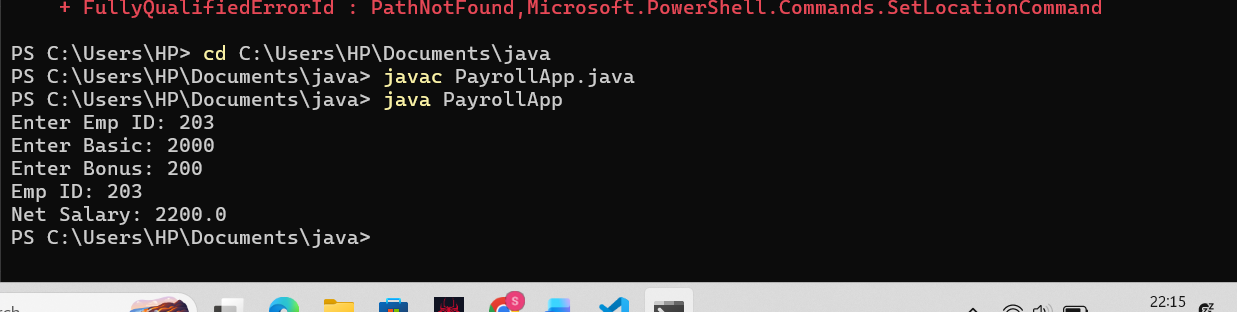 + FullyQualifiedErrorId : PathNotFound,Microsoft.PowerShell.Commands.SetLocationCommand
PS C:\Users\HP> cd C:\Users\HP\Documents\java
PS C:\Users\HP\Documents\java> javac PayrollApp.java
PS C:\Users\HP\Documents\java> java PayrollApp
Enter Emp ID: 203
Enter Basic: 2000
Enter Bonus: 200
Emp ID: 203
Net Salary: 2200.0
PS C:\Users\HP\Documents\java>
S
22:15